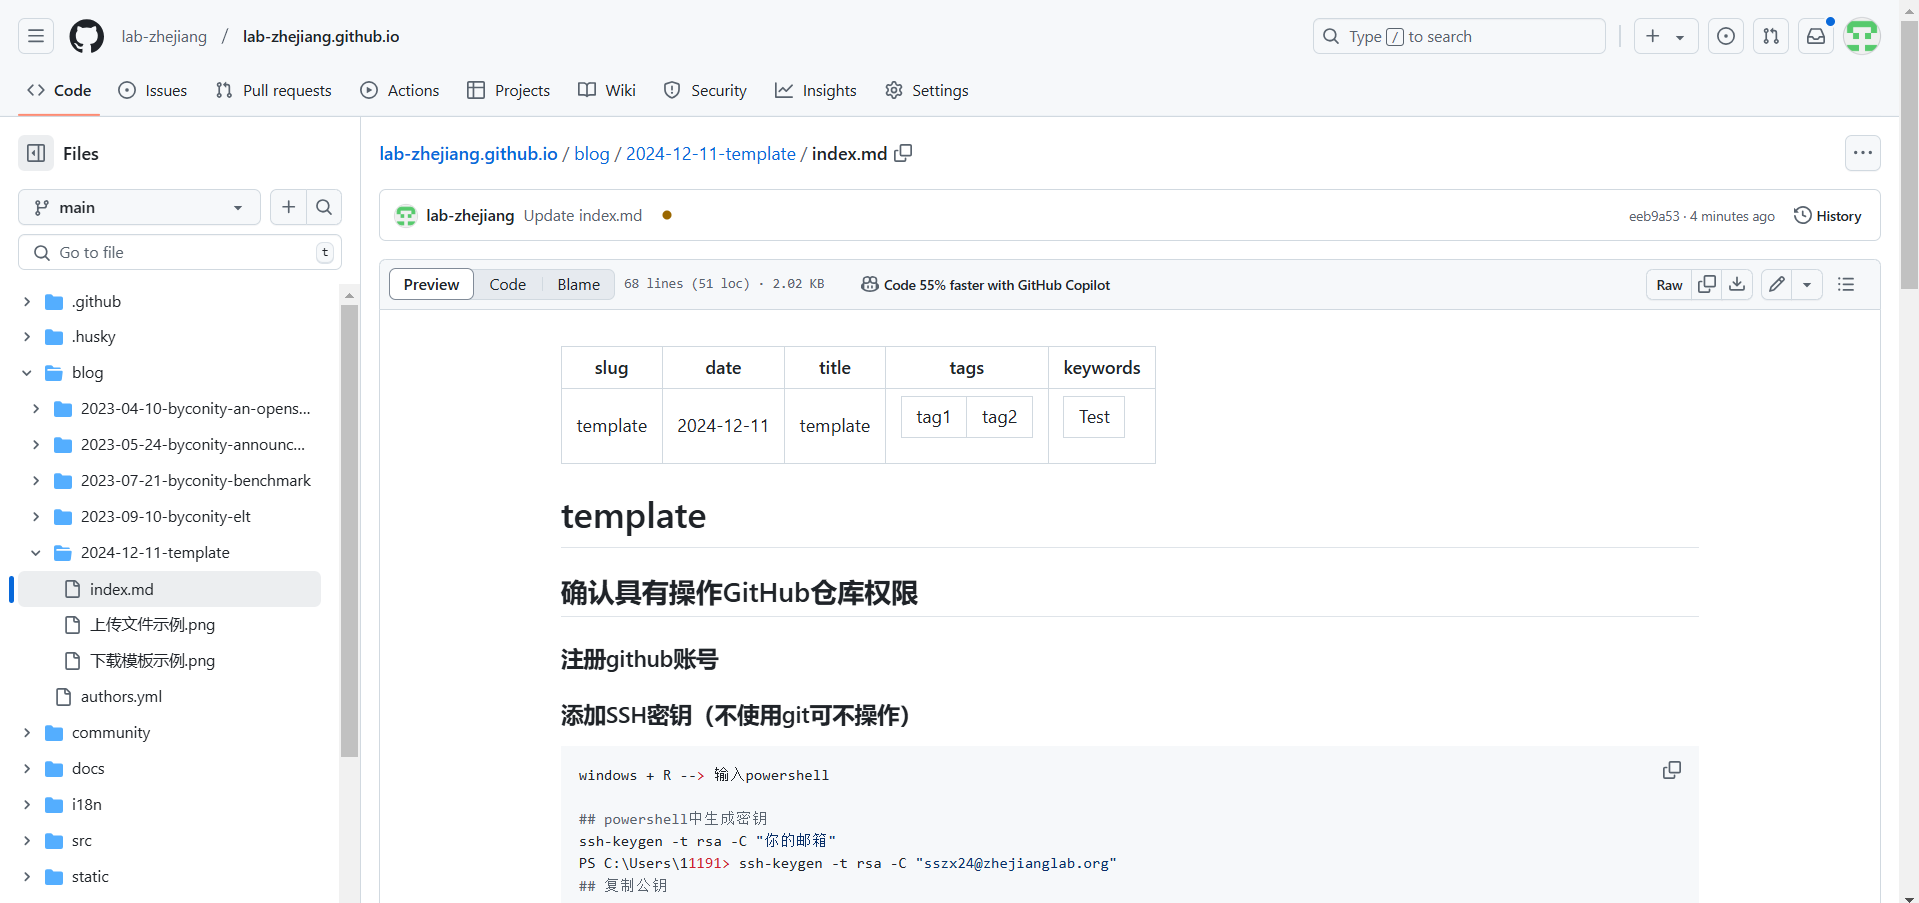 lab-zhejiang / lab-zhejiang.github.io
Type / to search
Code Issues Pull requests Actions Projects Wiki Security Insights Settings
Files
main
Go to file t
.github
.husky
blog
2023-04-10-byconity-an-opens...
2023-05-24-byconity-announc...
2023-07-21-byconity-benchmark
2023-09-10-byconity-elt
2024-12-11-template
index.md
上传文件示例.png
下载模板示例.png
authors.yml
community
docs
i18n
src
static
lab-zhejiang.github.io / blog / 2024-12-11-template / index.md
lab-zhejiang Update index.md
eeb9a53 · 4 minutes ago History
Preview Code Blame 68 lines (51 loc) · 2.02 KB Code 55% faster with GitHub Copilot Raw
slug date title tags keywords
template 2024-12-11 template tag1 tag2 Test
template
确认具有操作GitHub仓库权限
注册github账号
添加SSH密钥（不使用git可不操作）
windows + R --> 输入powershell
## powershell中生成密钥
ssh-keygen -t rsa -C "你的邮箱"
PS C:\Users\11191> ssh-keygen -t rsa -C "sszx24@zhejianglab.org"
## 复制公钥